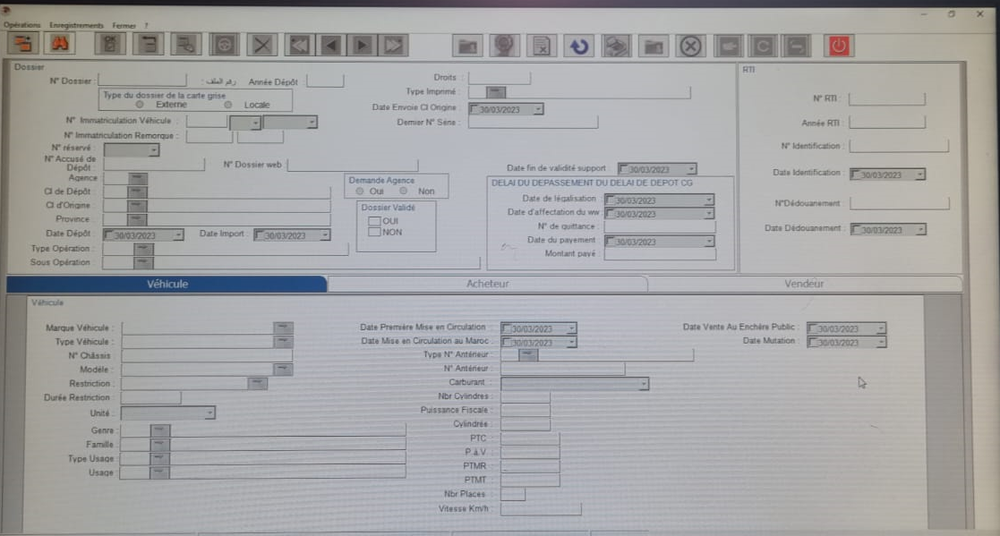 Opérations Enregistrements Fermer ?
Dossier
N° Dossier :
رقم الملف :
Année Dépôt :
Type du dossier de la carte grise
Externe
Locale
N° Immatriculation Véhicule :
N° Immatriculation Remorque :
N° réservé :
N° Accusé de Dépôt :
N° Dossier web
Agence
CI de Dépôt :
CI d'Origine :
Province :
Date Dépôt : 30/03/2023
Date Import : 30/03/2023
Type Opération :
Sous Opération :
Droits :
Type Imprimé :
Date Envoie CI Origine : 30/03/2023
Dernier N° Série :
Demande Agence
Oui
Non
Dossier Validé
OUI
NON
Date fin de validité support : 30/03/2023
DELAI DU DEPASSEMENT DU DELAI DE DEPOT CG
Date de légalisation : 30/03/2023
Date d'affectation du ww : 30/03/2023
N° de quittance :
Date du payement : 30/03/2023
Montant payé :
RTI
N° RTI :
Année RTI :
N° Identification :
Date Identification : 30/03/2023
N°Dédouanement
Date Dédouanement : 30/03/2023
Véhicule
Acheteur
Vendeur
Véhicule
Marque Véhicule :
Type Véhicule :
N° Châssis :
Modèle :
Restriction :
Durée Restriction :
Unité :
Genre :
Famille :
Type Usage :
Usage :
Date Première Mise en Circulation : 30/03/2023
Date Mise en Circulation au Maroc : 30/03/2023
Type N° Antérieur :
N° Antérieur :
Carburant :
Nbr Cylindres :
Puissance Fiscale :
Cylindrée :
PTC :
P.à.V :
PTMR :
PTMT :
Nbr Places :
Vitesse Km/h :
Date Vente Au Enchère Public : 30/03/2023
Date Mutation : 30/03/2023